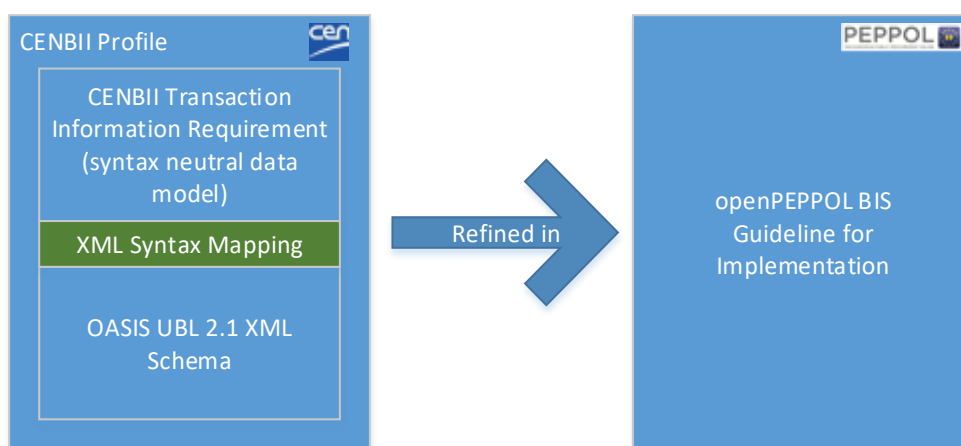 CENBII Profile
cen
CENBII Transaction
Information Requirement
(syntax neutral data
model)
XML Syntax Mapping
OASIS UBL 2.1 XML
Schema
Refined in
PEPPOL
openPEPPOL BIS
Guideline for
Implementation